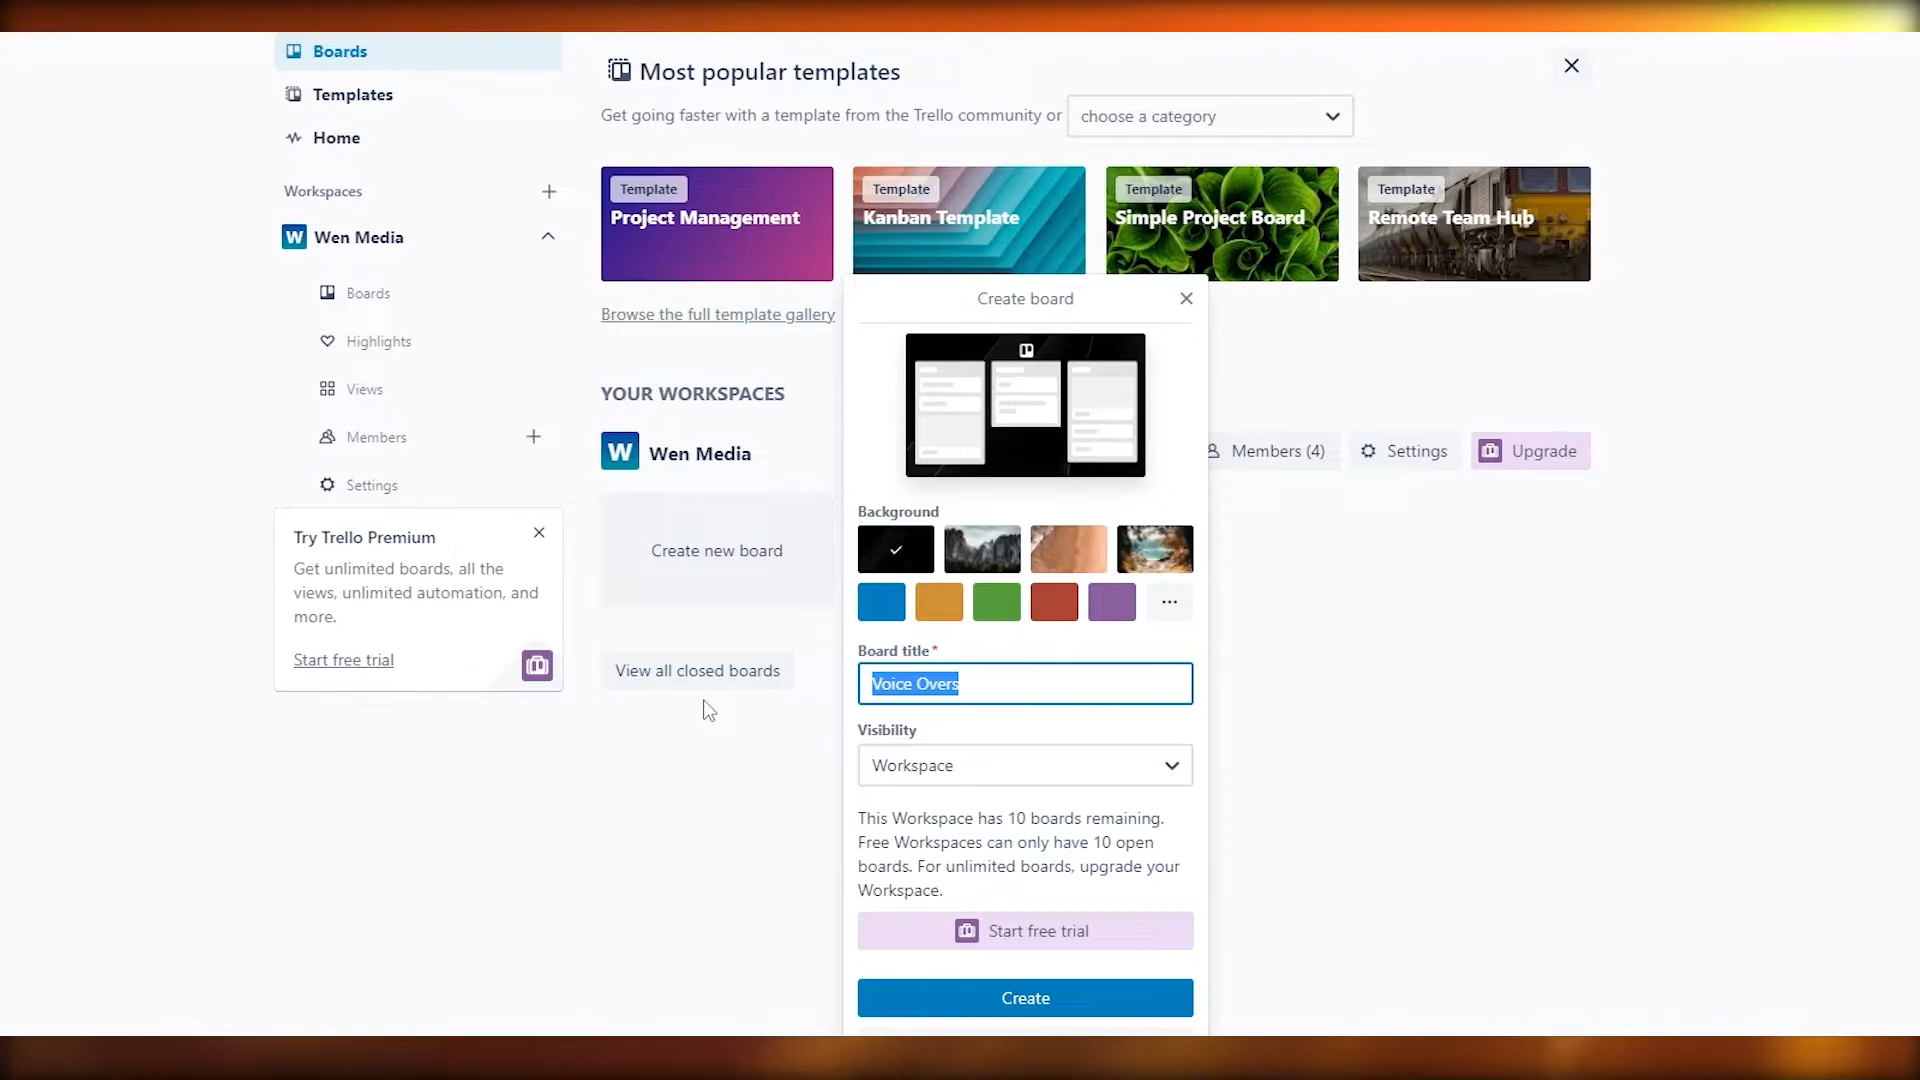 Boards
Templates
Home
Workspaces
W Wen Media
Boards
Highlights
Views
Members
Settings
Try Trello Premium
Get unlimited boards, all the
views, unlimited automation, and
more.
Start free trial
Most popular templates
Get going faster with a template from the Trello community or choose a category
Template
Project Management
Template
Kanban Template
Template
Simple Project Board
Template
Remote Team Hub
Browse the full template gallery
YOUR WORKSPACES
W Wen Media
Members (4)
Settings
Upgrade
Create new board
View all closed boards
Create board
Background
Board title*
Voice Overs
Visibility
Workspace
This Workspace has 10 boards remaining.
Free Workspaces can only have 10 open
boards. For unlimited boards, upgrade your
Workspace.
Start free trial
Create